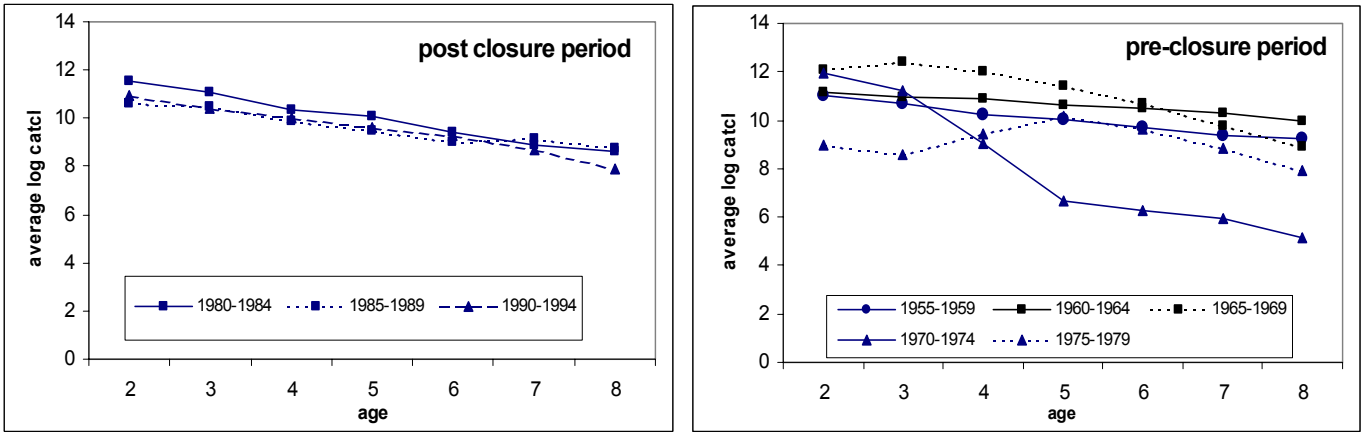 post closure period
14
12
10
8
6
4
2
0
average log catcl
1980-1984 1985-1989 1990-1994
2 3 4 5 6 7 8
age
pre-closure period
14
12
10
8
6
4
2
0
average log catcl
1955-1959 1960-1964 1965-1969
1970-1974 1975-1979
2 3 4 5 6 7 8
age